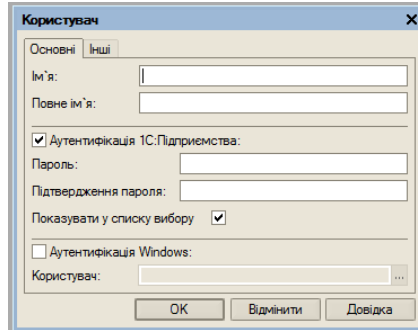 Користувач
Основні Інші
Ім`я:
Повне ім`я:
Аутентифікація 1С:Підприємства:
Пароль:
Підтвердження пароля:
Показувати у списку вибору
Аутентифікація Windows:
Користувач: ...
OK Відмінити Довідка